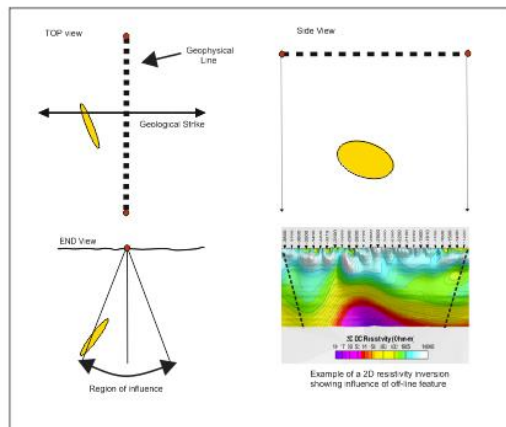 TOP view
Geophysical
Line
Geological Strike
Side View
END View
Region of influence
2D DC Resistivity (Ohm-m)
Example of a 2D resistivity inversion
showing influence of off-line feature